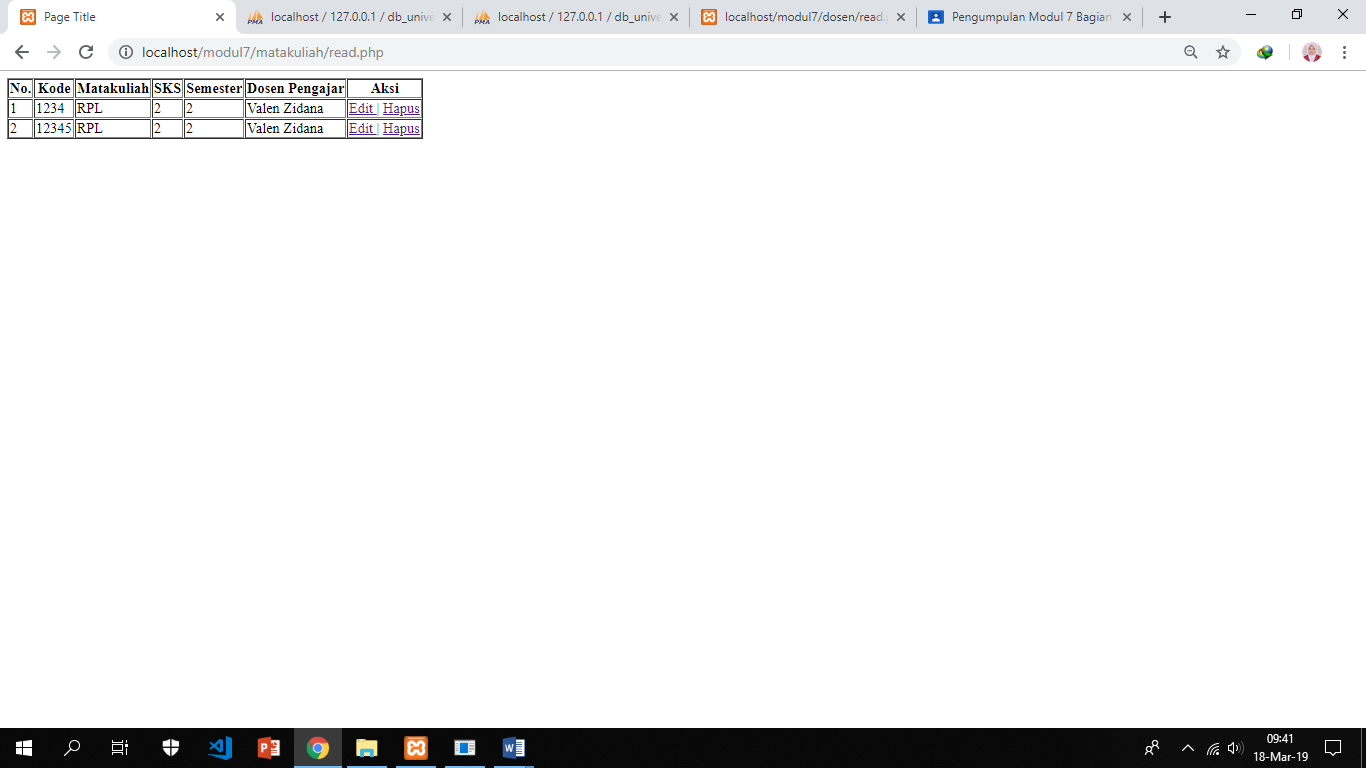 Page Title
localhost / 127.0.0.1 / db_unive
localhost / 127.0.0.1 / db_unive
localhost/modul7/dosen/read.p
Pengumpulan Modul 7 Bagian
localhost/modul7/matakuliah/read.php
No. Kode Matakuliah SKS Semester Dosen Pengajar Aksi
1 1234 RPL 2 2 Valen Zidana Edit | Hapus
2 12345 RPL 2 2 Valen Zidana Edit | Hapus
09:41
18-Mar-19